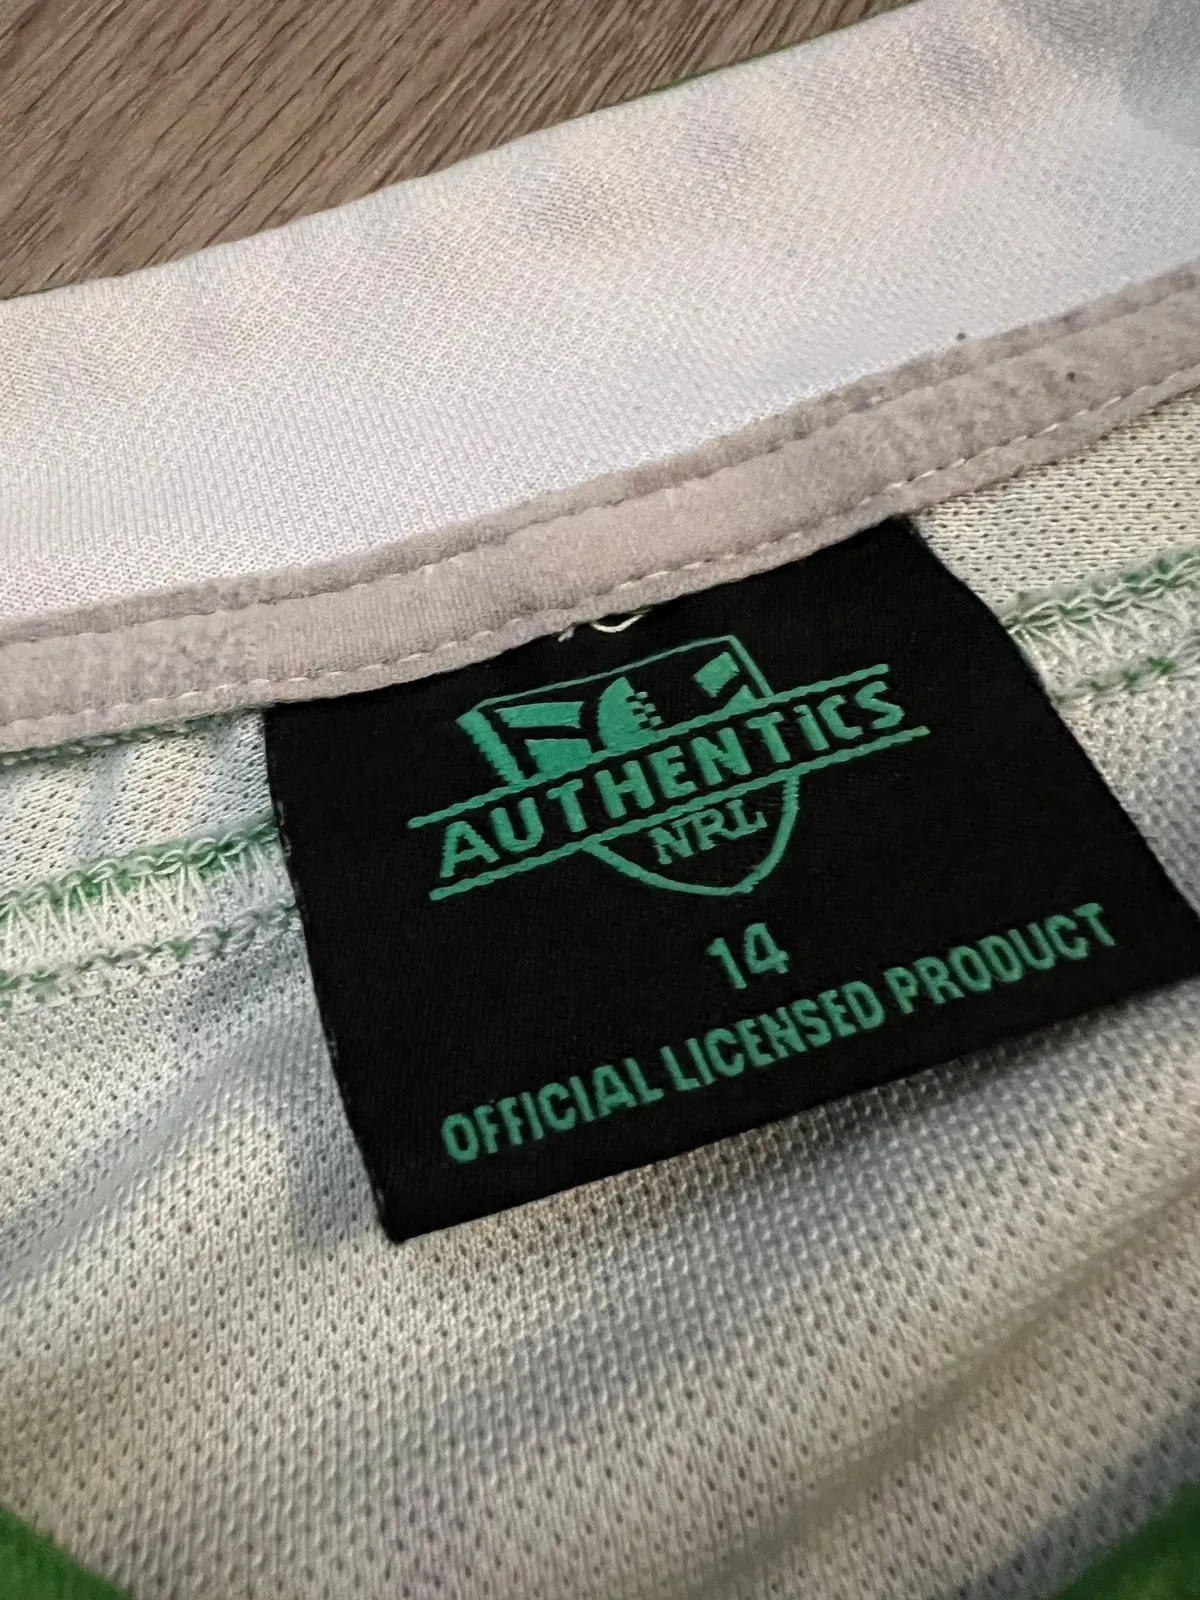 AUTHENTICS
NRL
14
OFFICIAL LICENSED PRODUCT